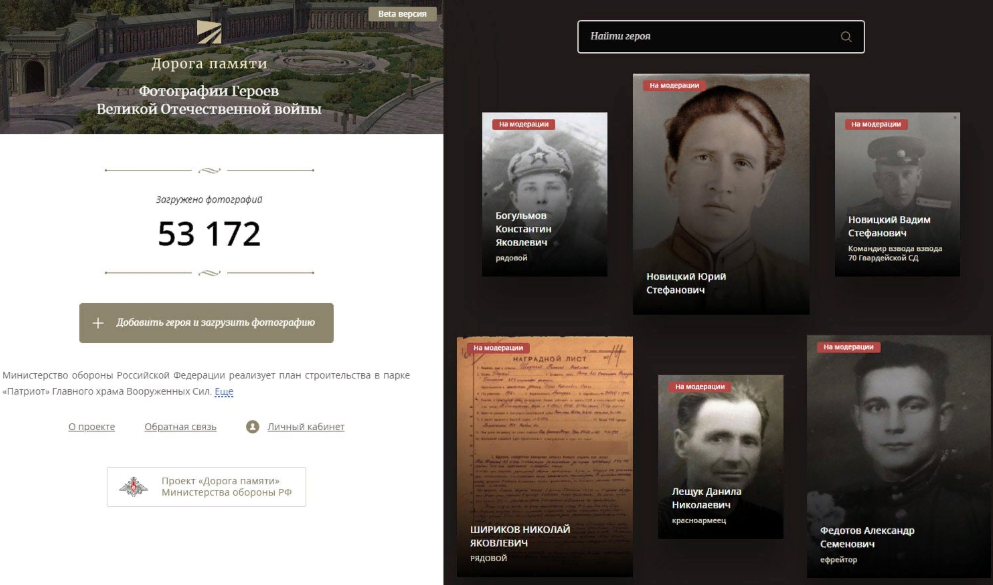 Beta версия
Дорога памяти
Фотографии Героев
Великой Отечественной войны
Загружено фотографий
53 172
Добавить героя и загрузить фотографию
Министерство обороны Российской Федерации реализует план строительства в парке
«Патриот» Главного храма Вооруженных Сил. Еще
О проекте
Обратная связь
Личный кабинет
Проект «Дорога памяти»
Министерства обороны РФ
Найти героя
На модерации
Богульмов
Константин
Яковлевич
рядовой
На модерации
Новицкий Юрий
Стефанович
На модерации
Новицкий Вадим
Стефанович
Командир взвода взвода
70 Гвардейской СД
На модерации
НАГРАДНОЙ ЛИСТ
ШИРИКОВ НИКОЛАЙ
ЯКОВЛЕВИЧ
РЯДОВОЙ
На модерации
Лещук Данила
Николаевич
красноармеец
На модерации
Федотов Александр
Семенович
ефрейтор